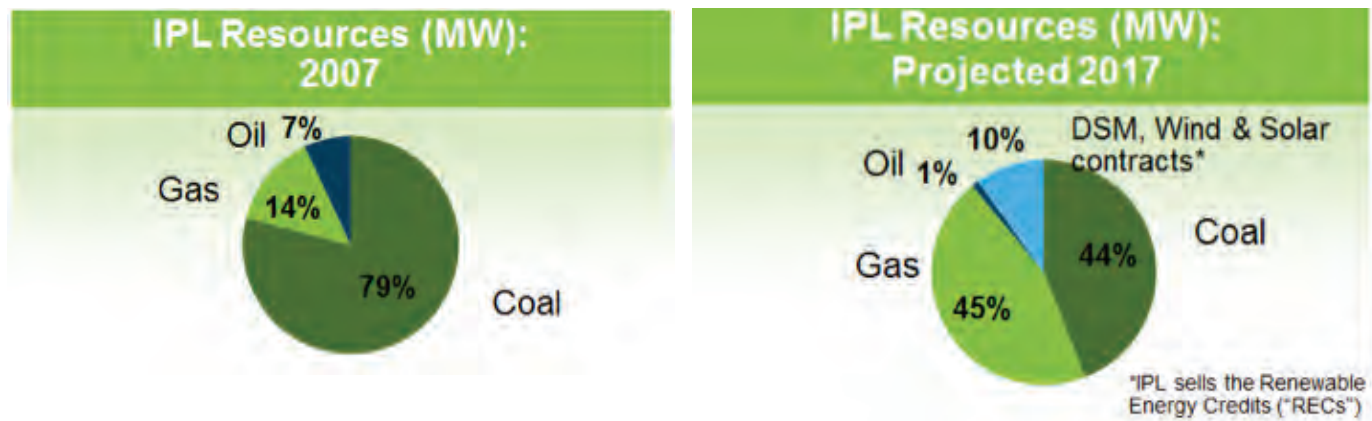 IPL Resources (MW):
2007
Oil 7%
Gas
14%
79%
Coal
IPL Resources (MW):
Projected 2017
DSM, Wind & Solar
contracts*
10%
Oil 1%
Coal
44%
Gas
45%
*IPL sells the Renewable
Energy Credits (“RECs”)